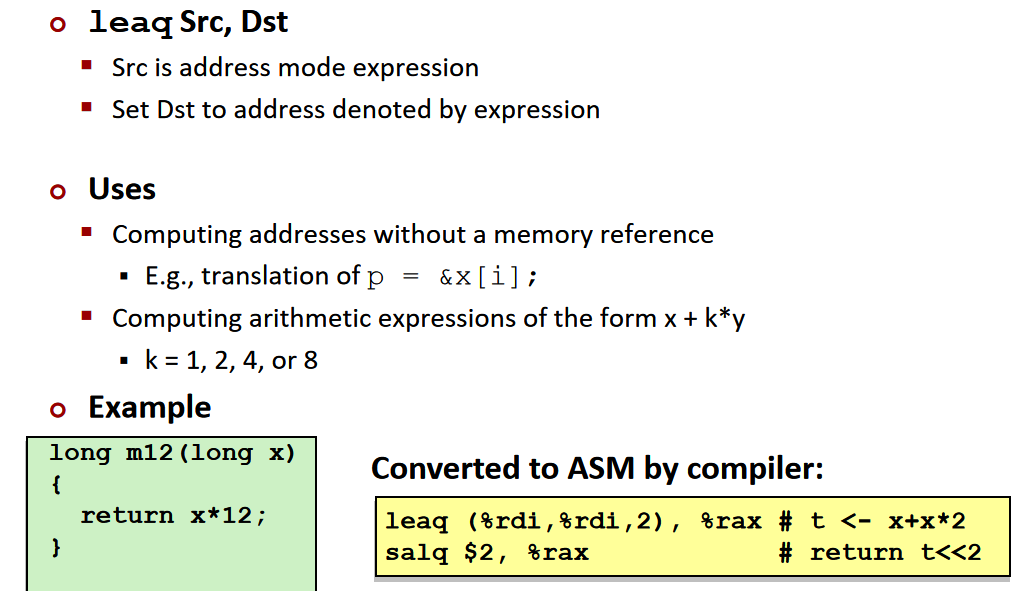 leaq Src, Dst
Src is address mode expression
Set Dst to address denoted by expression
Uses
Computing addresses without a memory reference
E.g., translation of p = &x[i];
Computing arithmetic expressions of the form x + k*y
k = 1, 2, 4, or 8
Example
long m12(long x)
{
return x*12;
}
Converted to ASM by compiler:
leaq (%rdi,%rdi,2), %rax # t <- x+x*2
salq $2, %rax # return t<<2